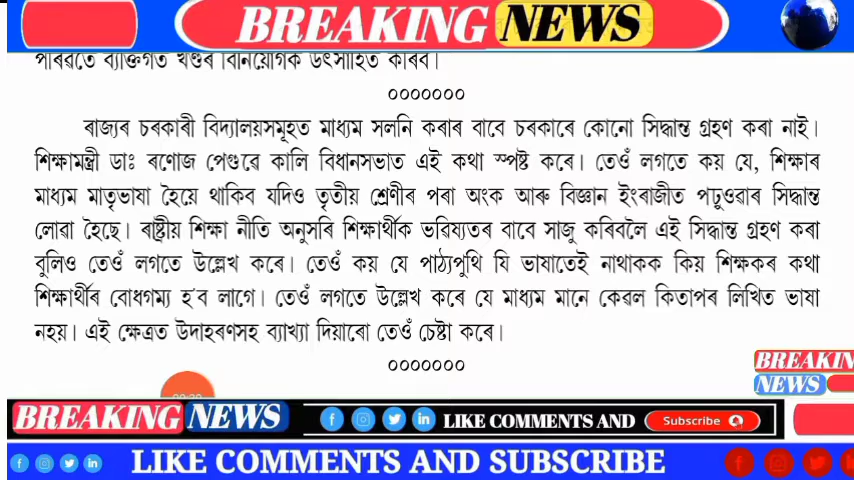 BREAKING NEWS
পৰিৱৰ্তে ব্যক্তিগত খণ্ডৰ বিনিয়োগক উৎসাহিত কৰিব।
০০০০০০০
ৰাজ্যৰ চৰকাৰী বিদ্যালয়সমূহত মাধ্যম সলনি কৰাৰ বাবে চৰকাৰে কোনো সিদ্ধান্ত গ্ৰহণ কৰা নাই।
শিক্ষামন্ত্ৰী ডাঃ ৰণোজ পেগুৱে কালি বিধানসভাত এই কথা স্পষ্ট কৰে। তেওঁ লগতে কয় যে, শিক্ষাৰ
মাধ্যম মাতৃভাষা হৈয়ে থাকিব যদিও তৃতীয় শ্ৰেণীৰ পৰা অংক আৰু বিজ্ঞান ইংৰাজীত পঢ়ুওৱাৰ সিদ্ধান্ত
লোৱা হৈছে। ৰাষ্ট্ৰীয় শিক্ষা নীতি অনুসৰি শিক্ষাৰ্থীক ভৱিষ্যতৰ বাবে সাজু কৰিবলৈ এই সিদ্ধান্ত গ্ৰহণ কৰা
বুলিও তেওঁ লগতে উল্লেখ কৰে। তেওঁ কয় যে পাঠ্যপুথি যি ভাষাতেই নাথাকক কিয় শিক্ষকৰ কথা
শিক্ষাৰ্থীৰ বোধগম্য হ'ব লাগে। তেওঁ লগতে উল্লেখ কৰে যে মাধ্যম মানে কেৱল কিতাপৰ লিখিত ভাষা
নহয়। এই ক্ষেত্ৰত উদাহৰণসহ ব্যাখ্যা দিয়াৰো তেওঁ চেষ্টা কৰে।
০০০০০০০
BREAKIN
NEWS
BREAKING NEWS LIKE COMMENTS AND Subscribe
LIKE COMMENTS AND SUBSCRIBE